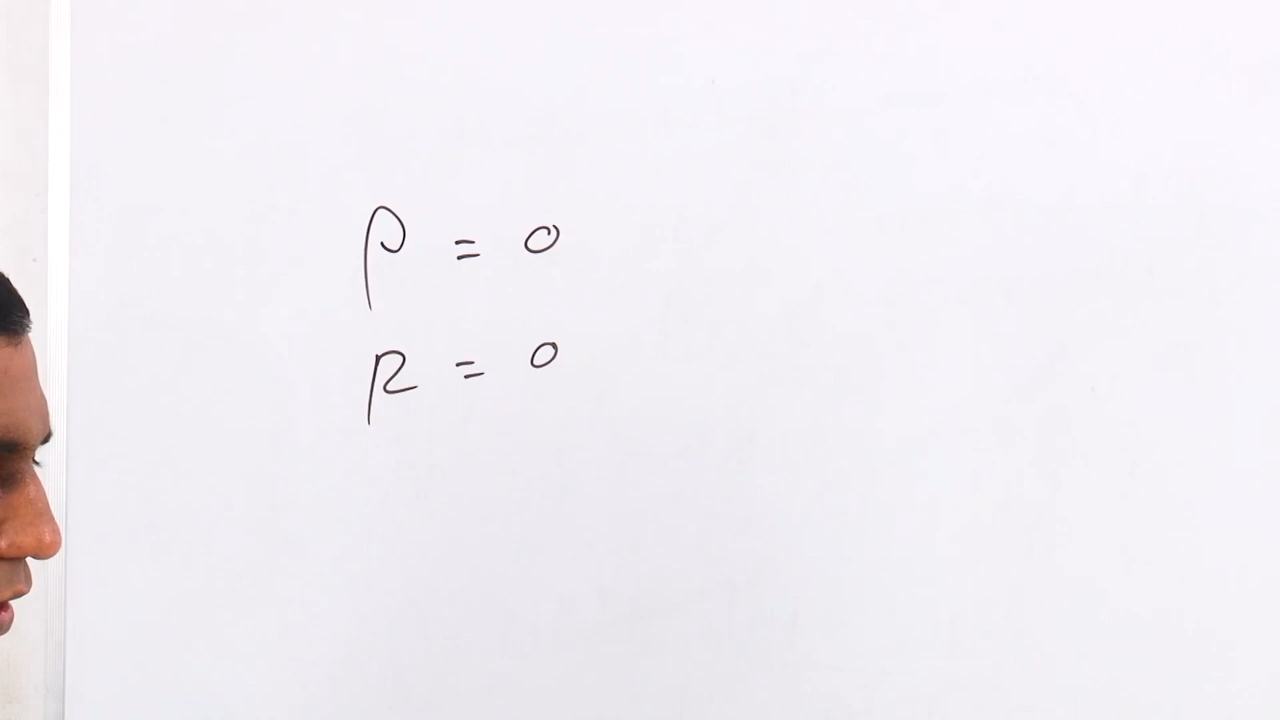 ρ = 0
R = 0